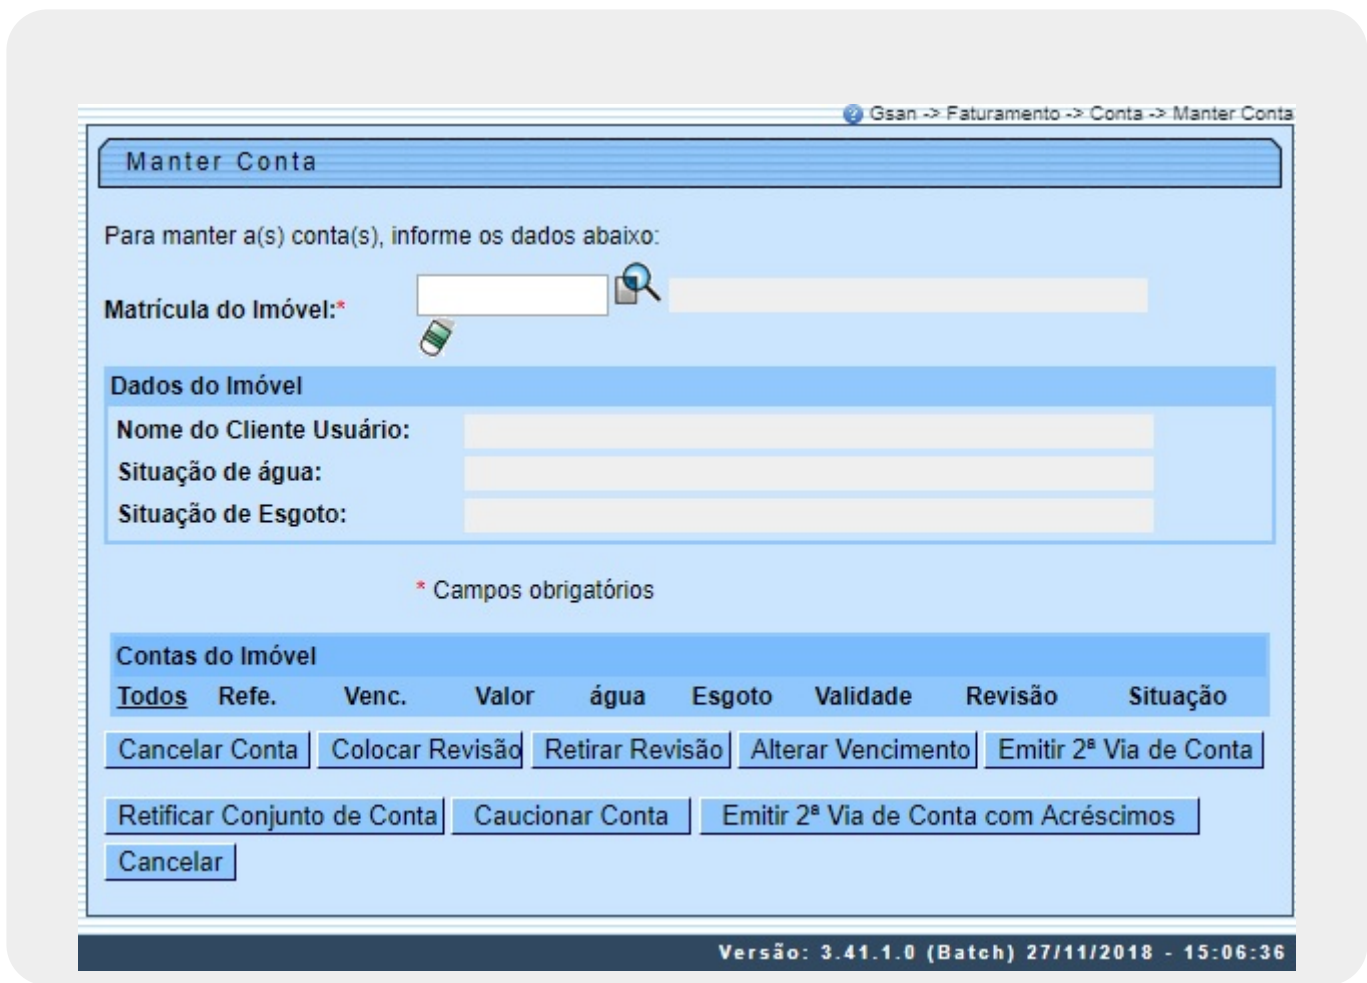 Gsan -> Faturamento -> Conta -> Manter Conta
Manter Conta
Para manter a(s) conta(s), informe os dados abaixo:
Matrícula do Imóvel:*
Dados do Imóvel
Nome do Cliente Usuário:
Situação de água:
Situação de Esgoto:
* Campos obrigatórios
Contas do Imóvel
Todos Refe. Venc. Valor água Esgoto Validade Revisão Situação
Cancelar Conta Colocar Revisão Retirar Revisão Alterar Vencimento Emitir 2ª Via de Conta
Retificar Conjunto de Conta Caucionar Conta Emitir 2ª Via de Conta com Acréscimos
Cancelar
Versão: 3.41.1.0 (Batch) 27/11/2018 - 15:06:36